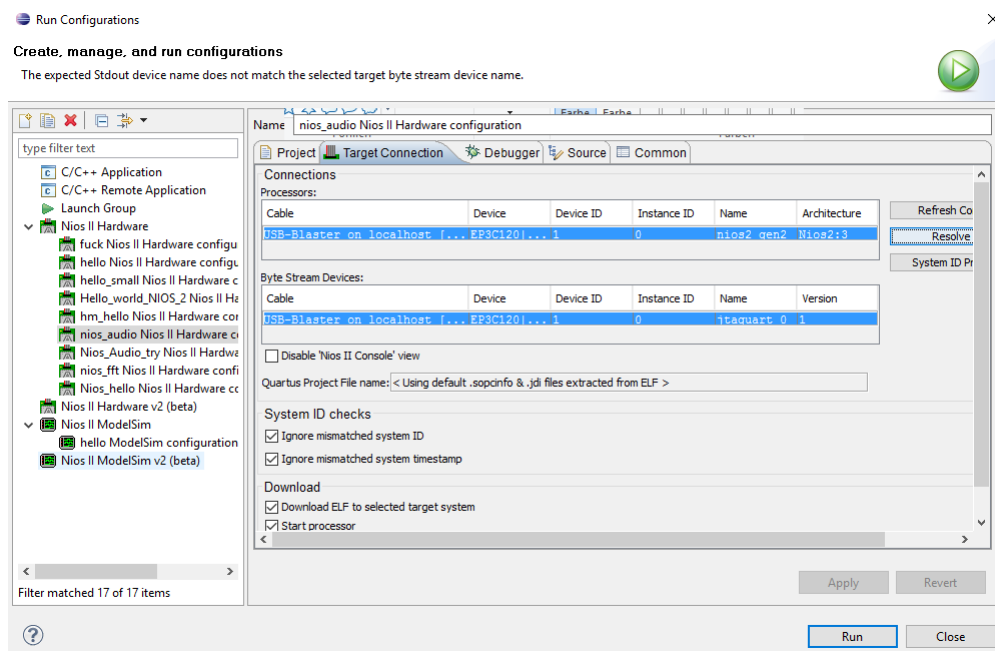 Run Configurations
Create, manage, and run configurations
The expected Stdout device name does not match the selected target byte stream device name.
type filter text
C/C++ Application
C/C++ Remote Application
Launch Group
Nios II Hardware
fuck Nios II Hardware configu
hello Nios II Hardware configu
hello_small Nios II Hardware c
Hello_world_NIOS_2 Nios II Ha
hm_hello Nios II Hardware cor
nios_audio Nios II Hardware c
Nios_Audio_try Nios II Hardwa
nios_fft Nios II Hardware confi
Nios_hello Nios II Hardware cc
Nios II Hardware v2 (beta)
Nios II ModelSim
hello ModelSim configuration
Nios II ModelSim v2 (beta)
Filter matched 17 of 17 items
Farbe Farbe
Name nios_audio Nios II Hardware configuration
Project Target Connection Debugger Source Common
Connections
Processors:
Cable Device Device ID Instance ID Name Architecture
USB-Blaster on localhost [... EP3C120|... 1 0 nios2_gen2 Nios2:3
Refresh Co
Resolve
System ID Pr
Byte Stream Devices:
Cable Device Device ID Instance ID Name Version
USB-Blaster on localhost [... EP3C120|... 1 0 jtaguart_0 1
Disable 'Nios II Console' view
Quartus Project File name: < Using default .sopcinfo & .jdi files extracted from ELF >
System ID checks
Ignore mismatched system ID
Ignore mismatched system timestamp
Download
Download ELF to selected target system
Start processor
Apply Revert
Run Close